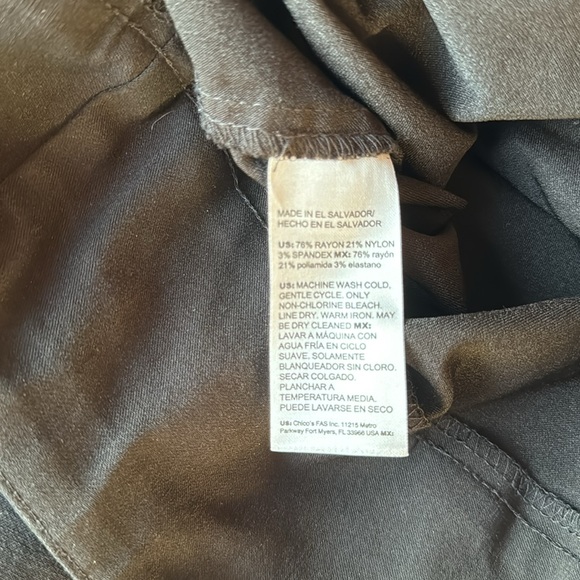 MADE IN EL SALVADOR/
HECHO EN EL SALVADOR
US: 76% RAYON 21% NYLON
3% SPANDEX MX: 76% rayón
21% poliamida 3% elastano
US: MACHINE WASH COLD,
GENTLE CYCLE. ONLY
NON-CHLORINE BLEACH.
LINE DRY. WARM IRON. MAY
BE DRY CLEANED MX:
LAVAR A MÁQUINA CON
AGUA FRÍA EN CICLO
SUAVE. SOLAMENTE
BLANQUEADOR SIN CLORO.
SECAR COLGADO.
PLANCHAR A
TEMPERATURA MEDIA.
PUEDE LAVARSE EN SECO
US: Chico's FAS Inc. 11215 Metro
Parkway Fort Myers, FL 33966 USA MX: